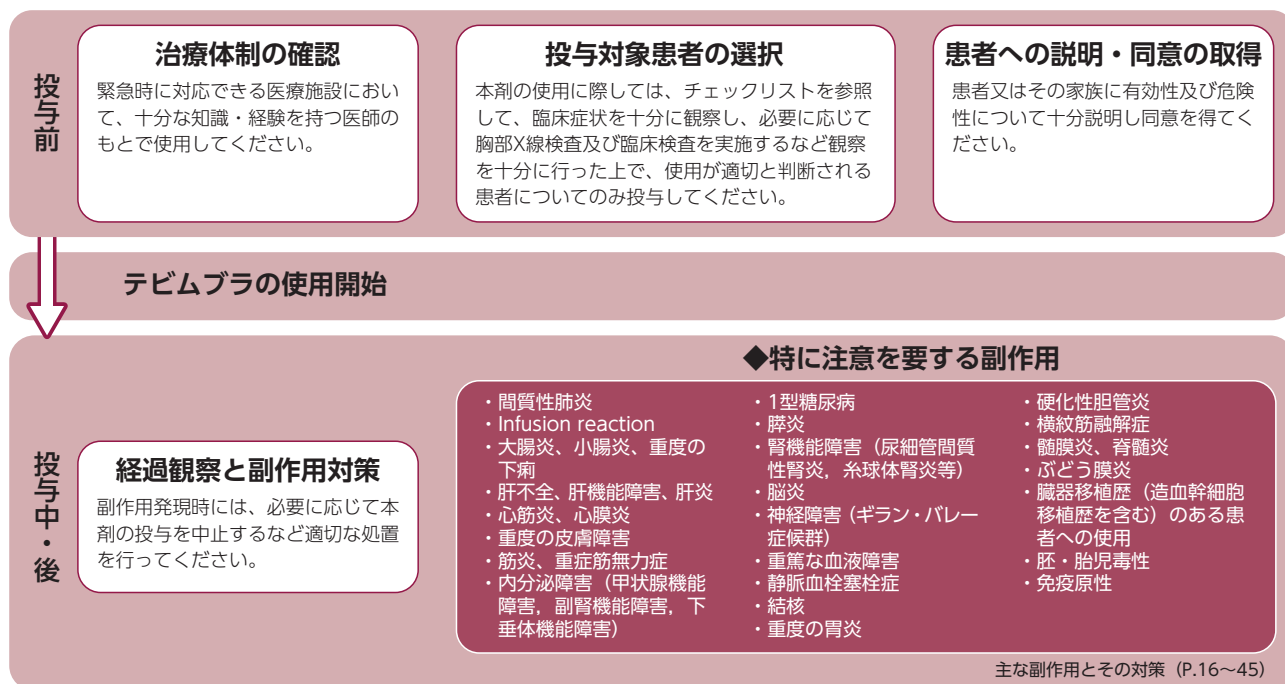 投与前
治療体制の確認
緊急時に対応できる医療施設におい
て、十分な知識・経験を持つ医師の
もとで使用してください。
投与対象患者の選択
本剤の使用に際しては、チェックリストを参照
して、臨床症状を十分に観察し、必要に応じて
胸部X線検査及び臨床検査を実施するなど観察
を十分に行った上で、使用が適切と判断される
患者についてのみ投与してください。
患者への説明・同意の取得
患者又はその家族に有効性及び危険
性について十分説明し同意を得てく
ださい。
テビムブラの使用開始
投与中・後
経過観察と副作用対策
副作用発現時には、必要に応じて本
剤の投与を中止するなど適切な処置
を行ってください。
◆特に注意を要する副作用
・間質性肺炎
・Infusion reaction
・大腸炎、小腸炎、重度の
下痢
・肝不全、肝機能障害、肝炎
・心筋炎、心膜炎
・重度の皮膚障害
・筋炎、重症筋無力症
・内分泌障害（甲状腺機能
障害，副腎機能障害，下
垂体機能障害）
・1型糖尿病
・膵炎
・腎機能障害（尿細管間質
性腎炎，糸球体腎炎等）
・脳炎
・神経障害（ギラン・バレー
症候群）
・重篤な血液障害
・静脈血栓塞栓症
・結核
・重度の胃炎
・硬化性胆管炎
・横紋筋融解症
・髄膜炎、脊髄炎
・ぶどう膜炎
・臓器移植歴（造血幹細胞
移植歴を含む）のある患
者への使用
・胚・胎児毒性
・免疫原性
主な副作用とその対策（P.16～45）